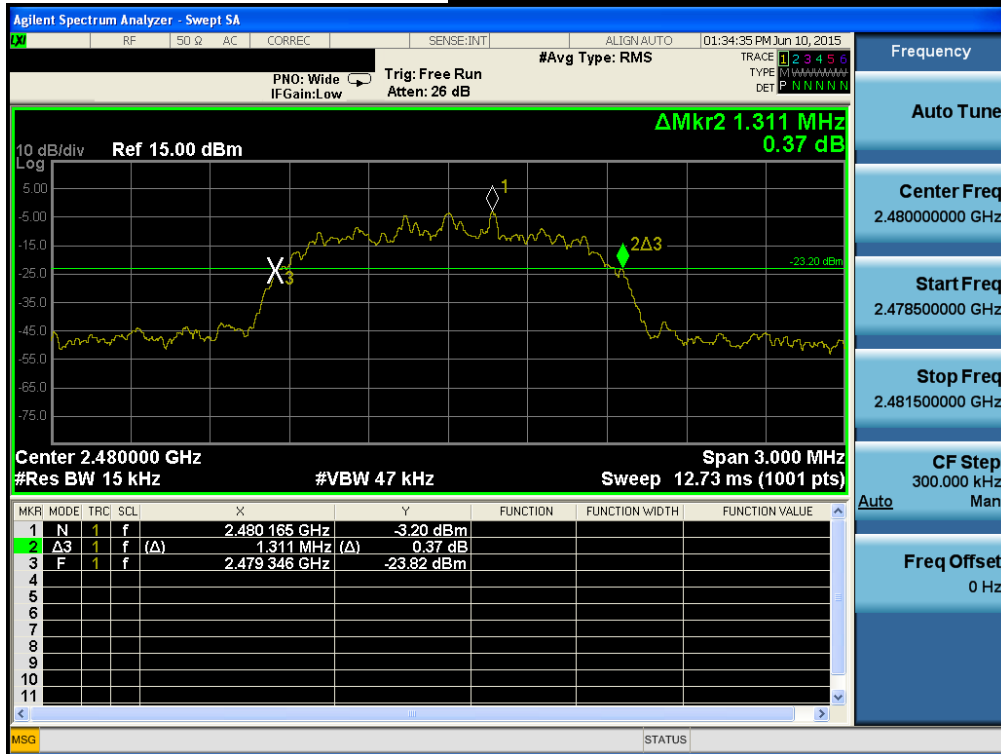 Agilent Spectrum Analyzer - Swept SA
LXI RF 50 Ω AC CORREC SENSE:INT ALIGN AUTO 01:34:35 PM Jun 10, 2015
#Avg Type: RMS TRACE 1 2 3 4 5 6
PNO: Wide Trig: Free Run TYPE M
IFGain:Low Atten: 26 dB DET P N N N N N
ΔMkr2 1.311 MHz
0.37 dB
10 dB/div Ref 15.00 dBm
Log
5.00
1
-5.00
-15.0
2Δ3
-23.20 dBm
-25.0
3
-35.0
-45.0
-55.0
-65.0
-75.0
Center 2.480000 GHz Span 3.000 MHz
#Res BW 15 kHz #VBW 47 kHz Sweep 12.73 ms (1001 pts)
MKR MODE TRC SCL X Y FUNCTION FUNCTION WIDTH FUNCTION VALUE
1 N 1 f 2.480 165 GHz -3.20 dBm
2 Δ3 1 f (Δ) 1.311 MHz (Δ) 0.37 dB
3 F 1 f 2.479 346 GHz -23.82 dBm
4
5
6
7
8
9
10
11
MSG STATUS
Frequency
Auto Tune
Center Freq
2.480000000 GHz
Start Freq
2.478500000 GHz
Stop Freq
2.481500000 GHz
CF Step
300.000 kHz
Auto Man
Freq Offset
0 Hz